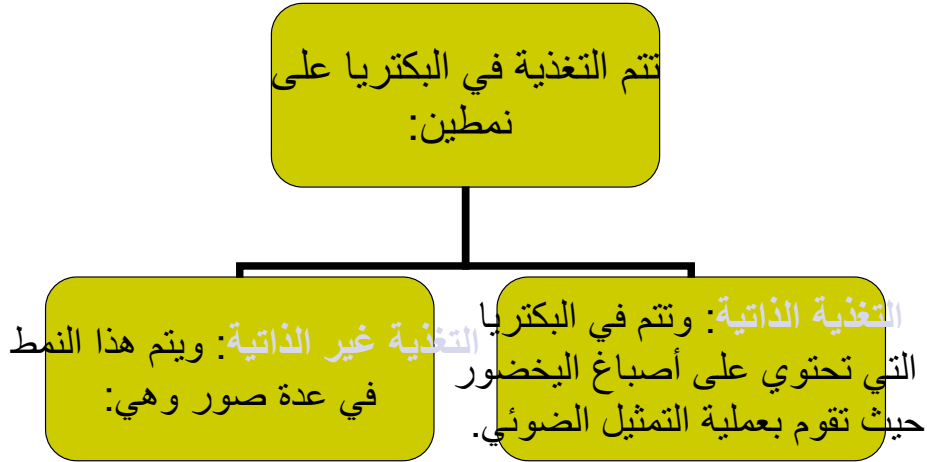 تتم التغذية في البكتريا على
نمطين:
التغذية الذاتية: وتتم في البكتريا
التي تحتوي على أصباغ اليخضور
حيث تقوم بعملية التمثيل الضوئي.
التغذية غير الذاتية: ويتم هذا النمط
في عدة صور وهي: